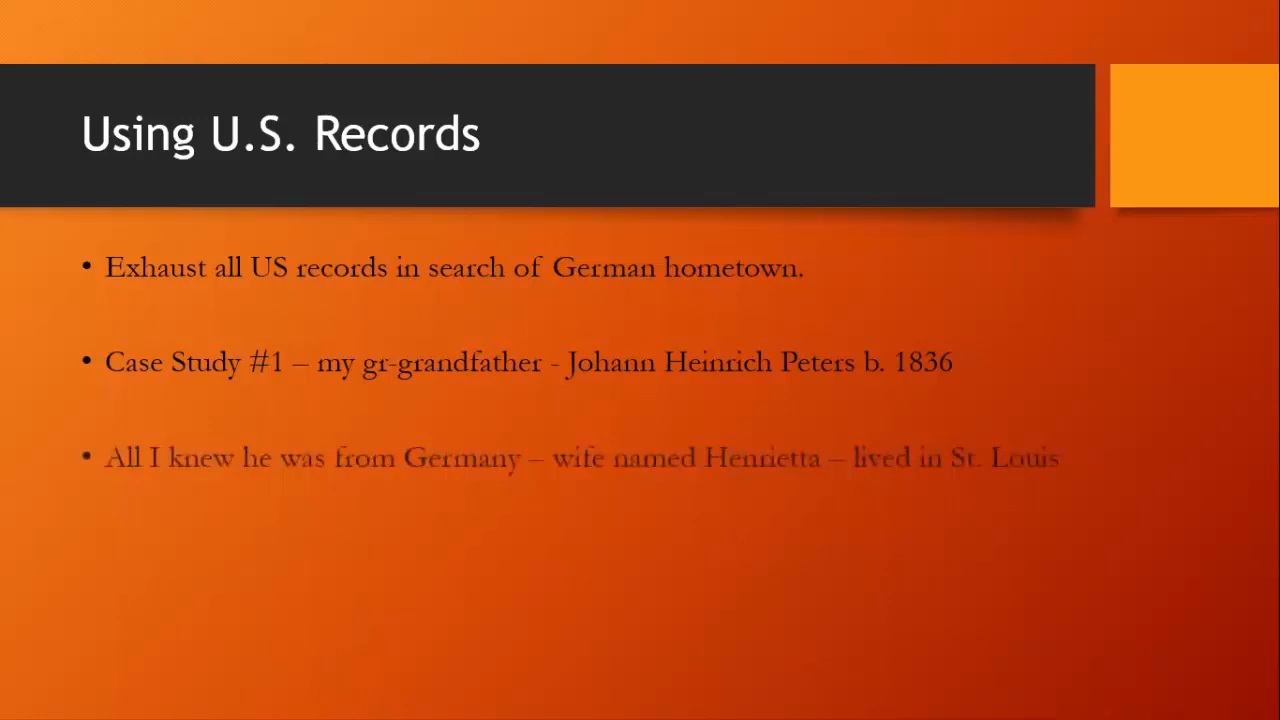 Using U.S. Records
• Exhaust all US records in search of German hometown.
• Case Study #1 – my gr-grandfather - Johann Heinrich Peters b. 1836
• All I knew he was from Germany – wife named Henrietta – lived in St. Louis